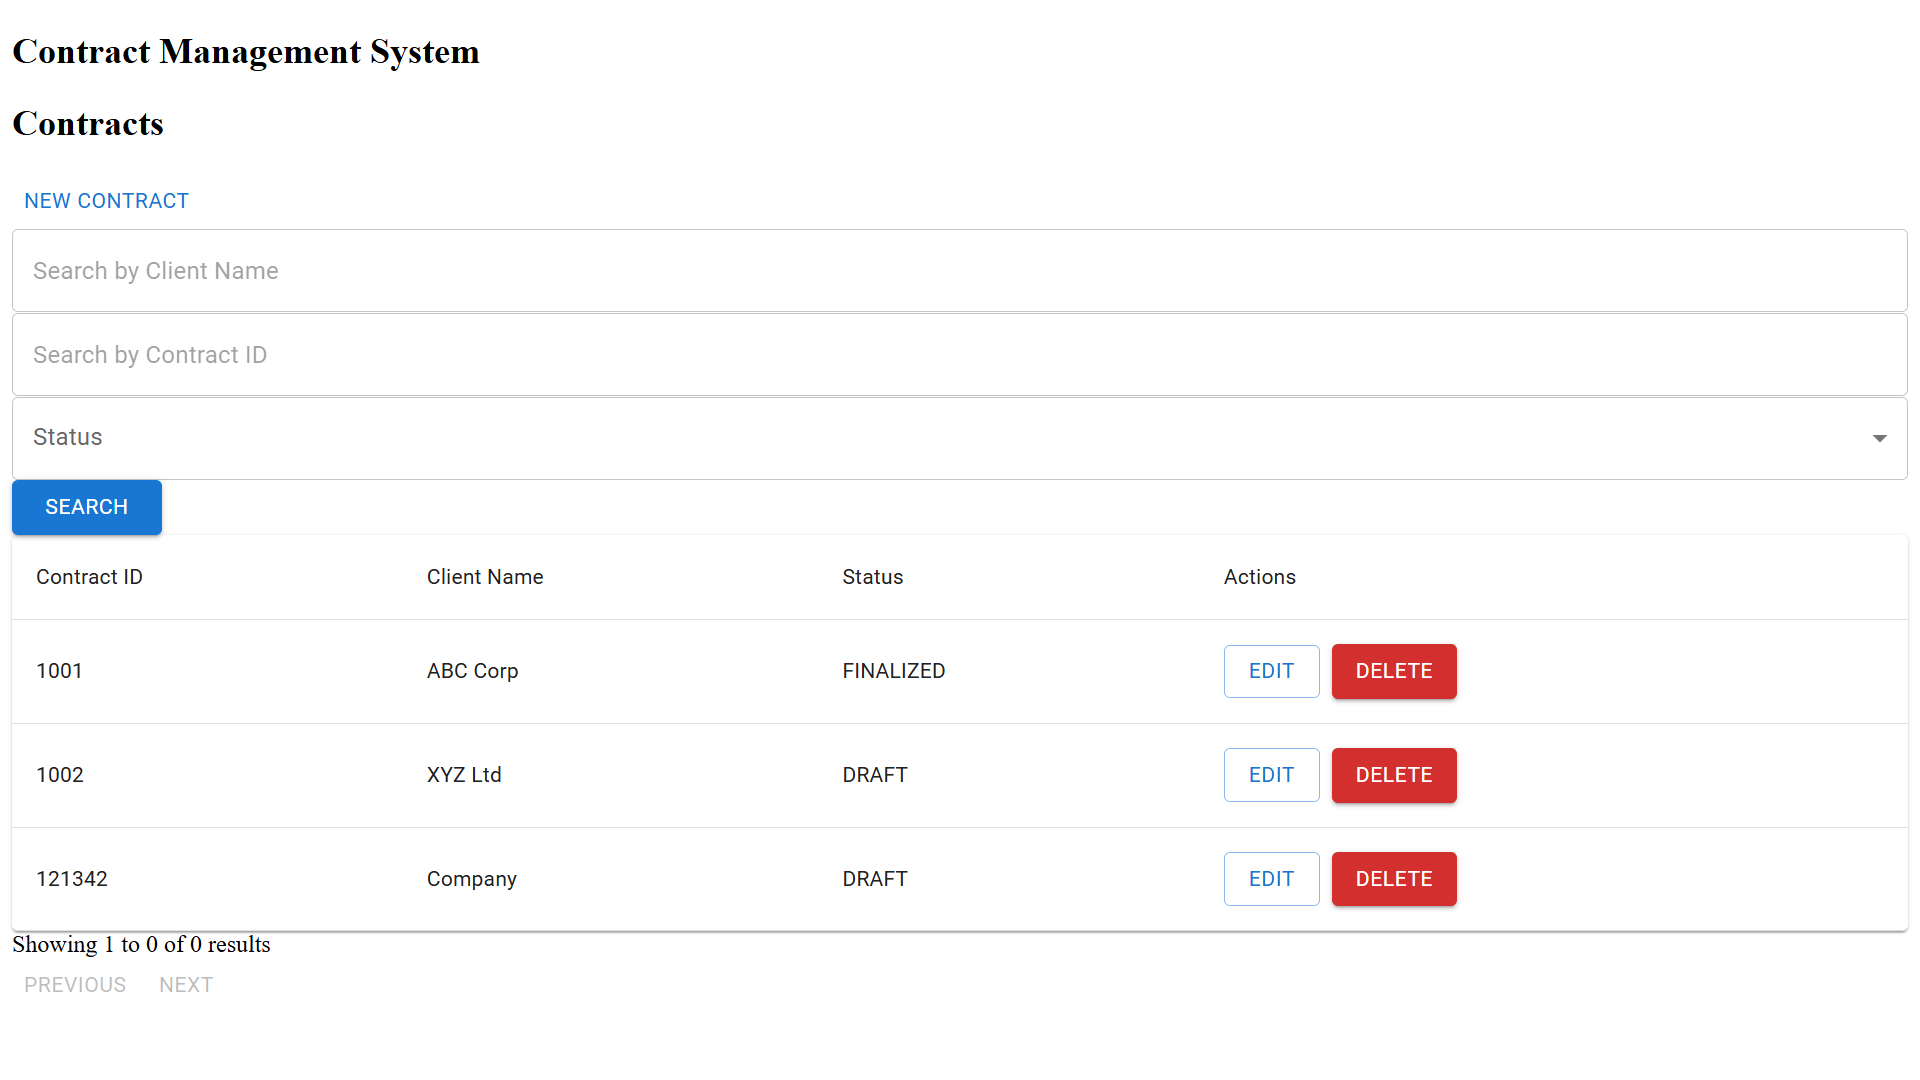 Contract Management System
Contracts
NEW CONTRACT
Search by Client Name
Search by Contract ID
Status
SEARCH
Contract ID Client Name Status Actions
1001 ABC Corp FINALIZED EDIT DELETE
1002 XYZ Ltd DRAFT EDIT DELETE
121342 Company DRAFT EDIT DELETE
Showing 1 to 0 of 0 results
PREVIOUS NEXT